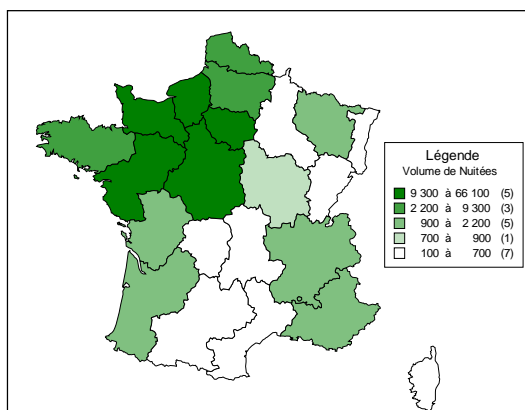 Légende
Volume de Nuitées
9 300 à 66 100 (5)
2 200 à 9 300 (3)
900 à 2 200 (5)
700 à 900 (1)
100 à 700 (7)